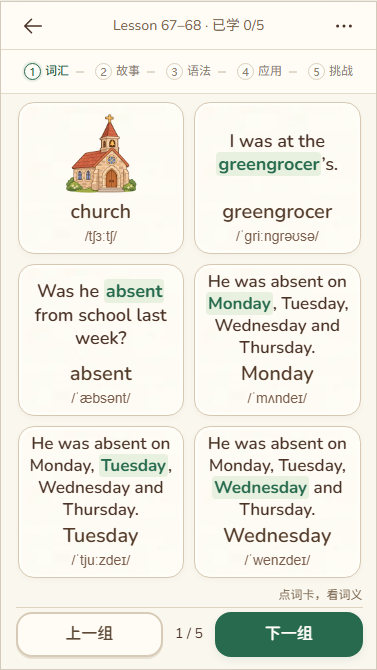 Lesson 67–68 · 已学 0/5
1 词汇 – 2 故事 – 3 语法 – 4 应用 – 5 挑战
church
/tʃɜːtʃ/
I was at the
greengrocer's.
greengrocer
/ˈɡriːnɡrəʊsə/
Was he absent
from school last
week?
absent
/ˈæbsənt/
He was absent on
Monday, Tuesday,
Wednesday and
Thursday.
Monday
/ˈmʌndeɪ/
He was absent on
Monday, Tuesday,
Wednesday and
Thursday.
Tuesday
/ˈtjuːzdeɪ/
He was absent on
Monday, Tuesday,
Wednesday and
Thursday.
Wednesday
/ˈwenzdeɪ/
点词卡，看词义
上一组 1 / 5 下一组